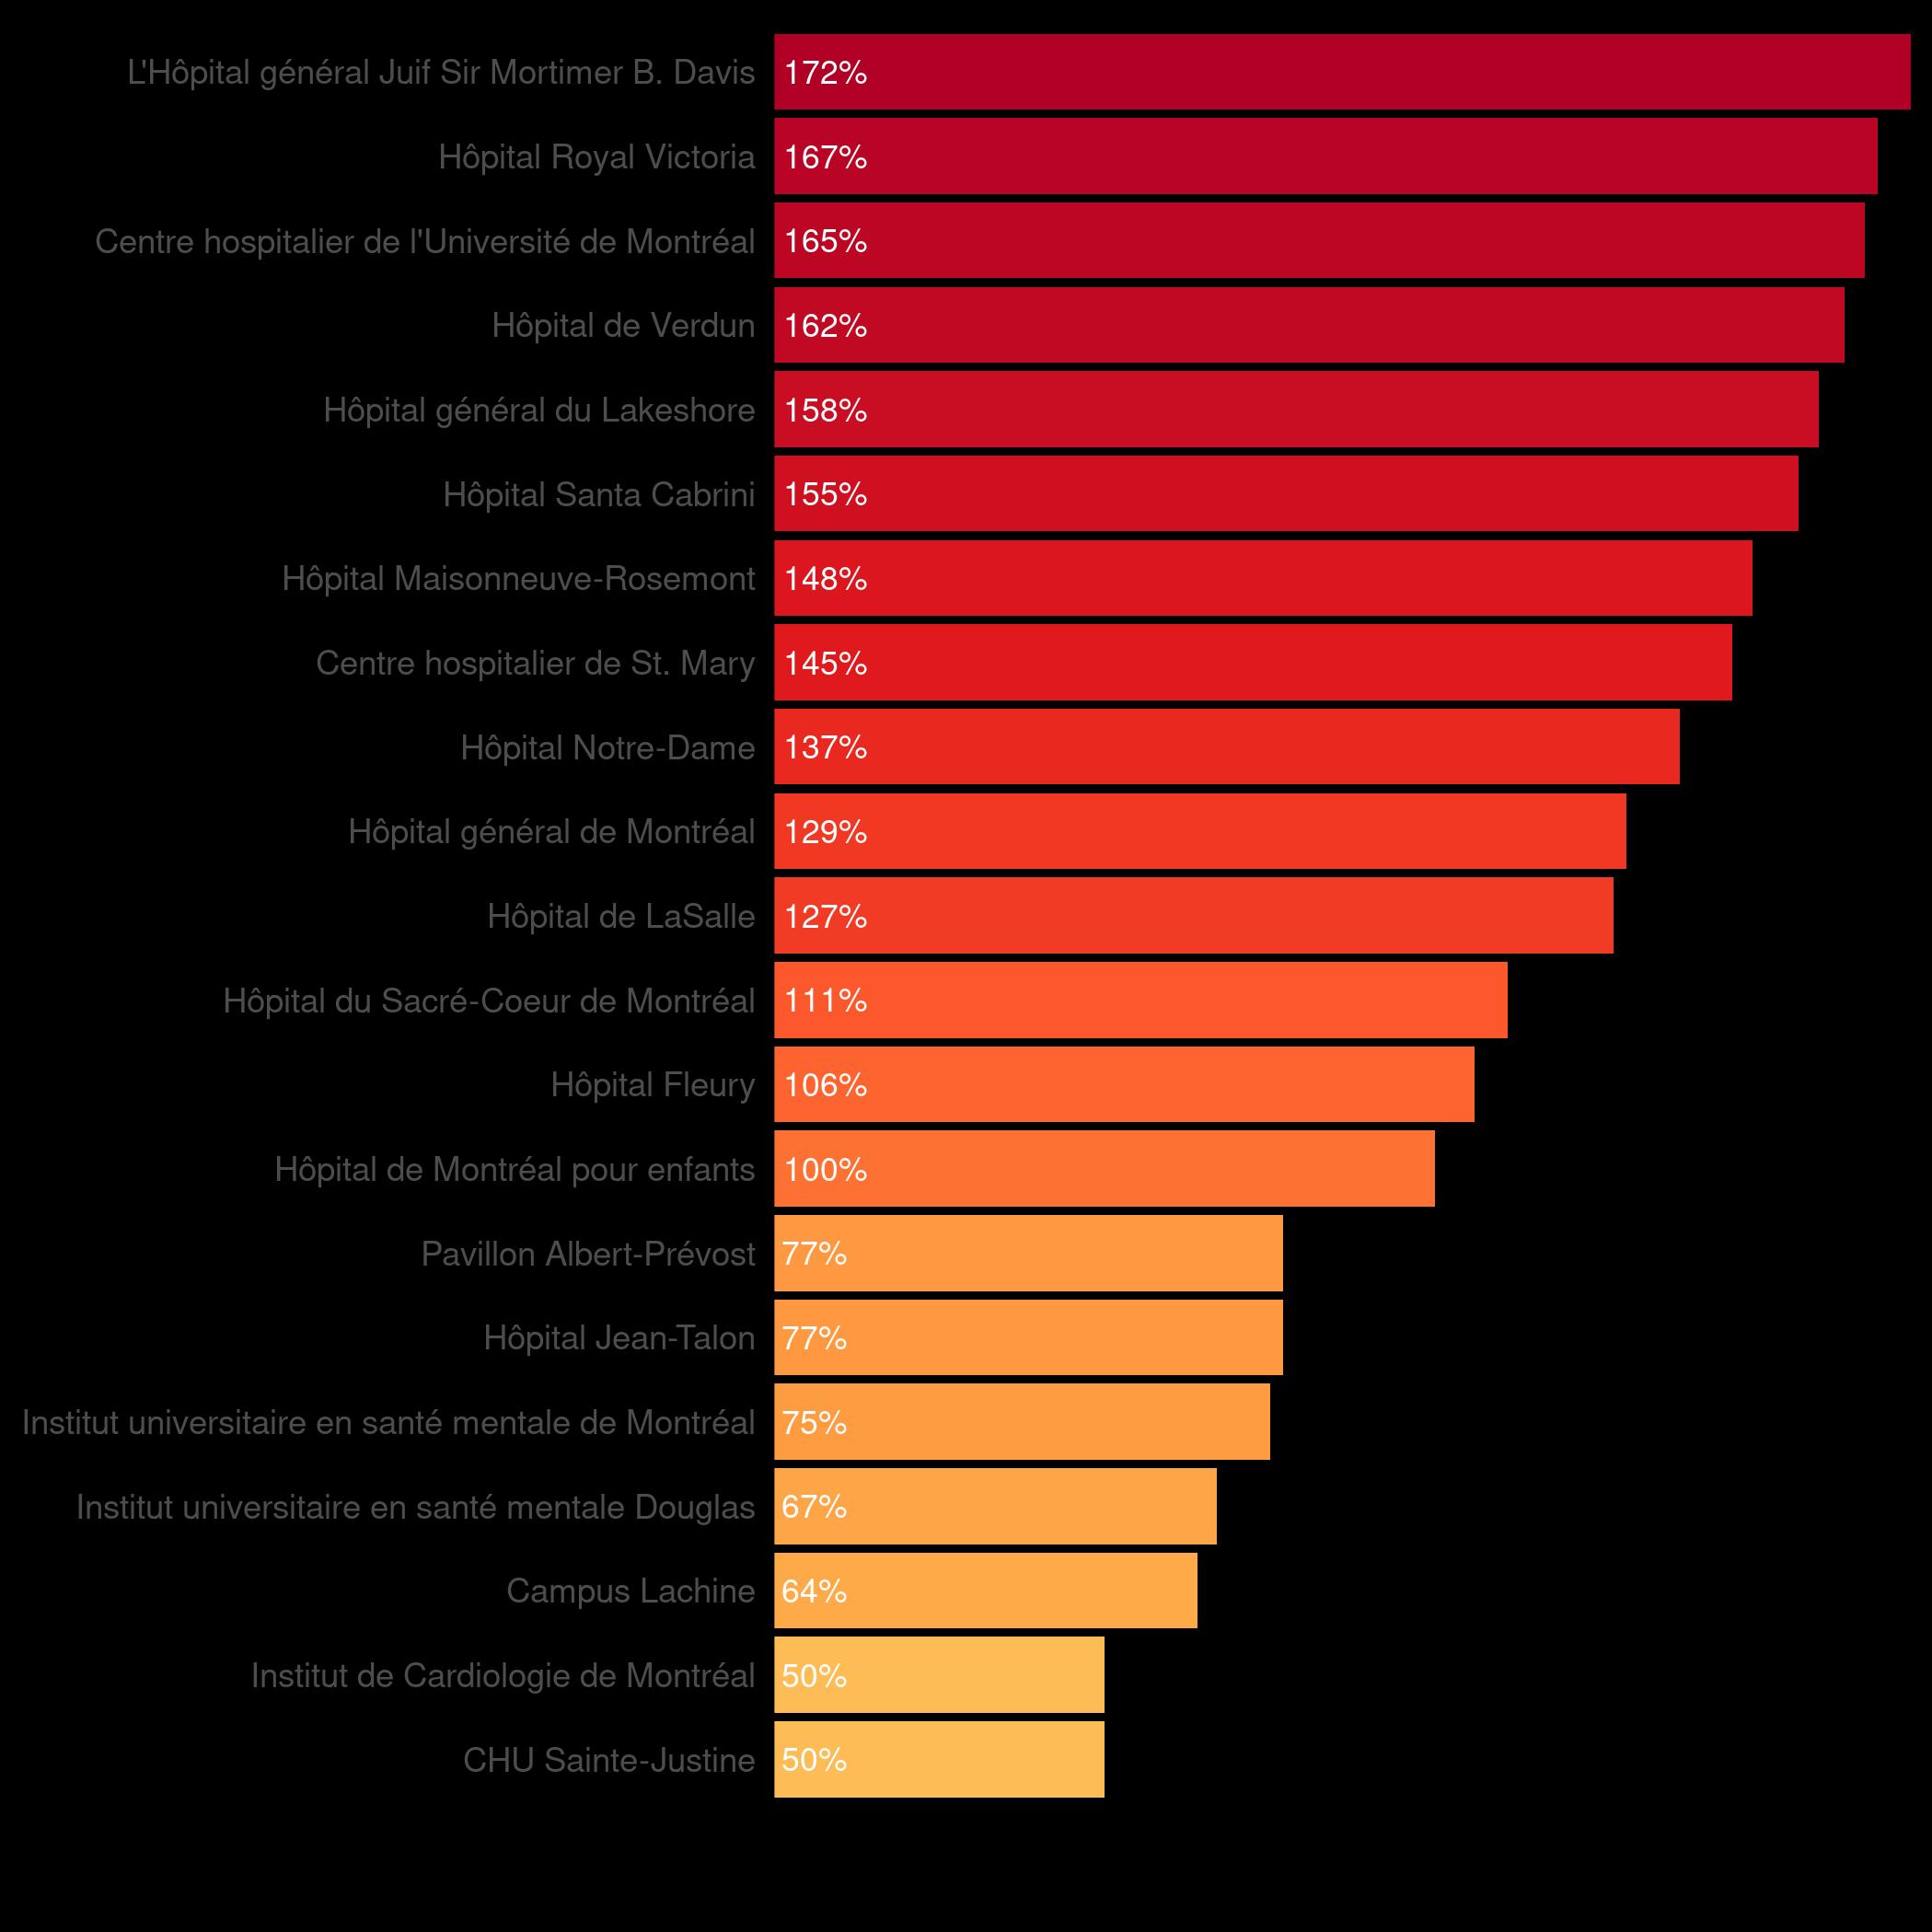 L'Hôpital général Juif Sir Mortimer B. Davis 172%
Hôpital Royal Victoria 167%
Centre hospitalier de l'Université de Montréal 165%
Hôpital de Verdun 162%
Hôpital général du Lakeshore 158%
Hôpital Santa Cabrini 155%
Hôpital Maisonneuve-Rosemont 148%
Centre hospitalier de St. Mary 145%
Hôpital Notre-Dame 137%
Hôpital général de Montréal 129%
Hôpital de LaSalle 127%
Hôpital du Sacré-Coeur de Montréal 111%
Hôpital Fleury 106%
Hôpital de Montréal pour enfants 100%
Pavillon Albert-Prévost 77%
Hôpital Jean-Talon 77%
Institut universitaire en santé mentale de Montréal 75%
Institut universitaire en santé mentale Douglas 67%
Campus Lachine 64%
Institut de Cardiologie de Montréal 50%
CHU Sainte-Justine 50%